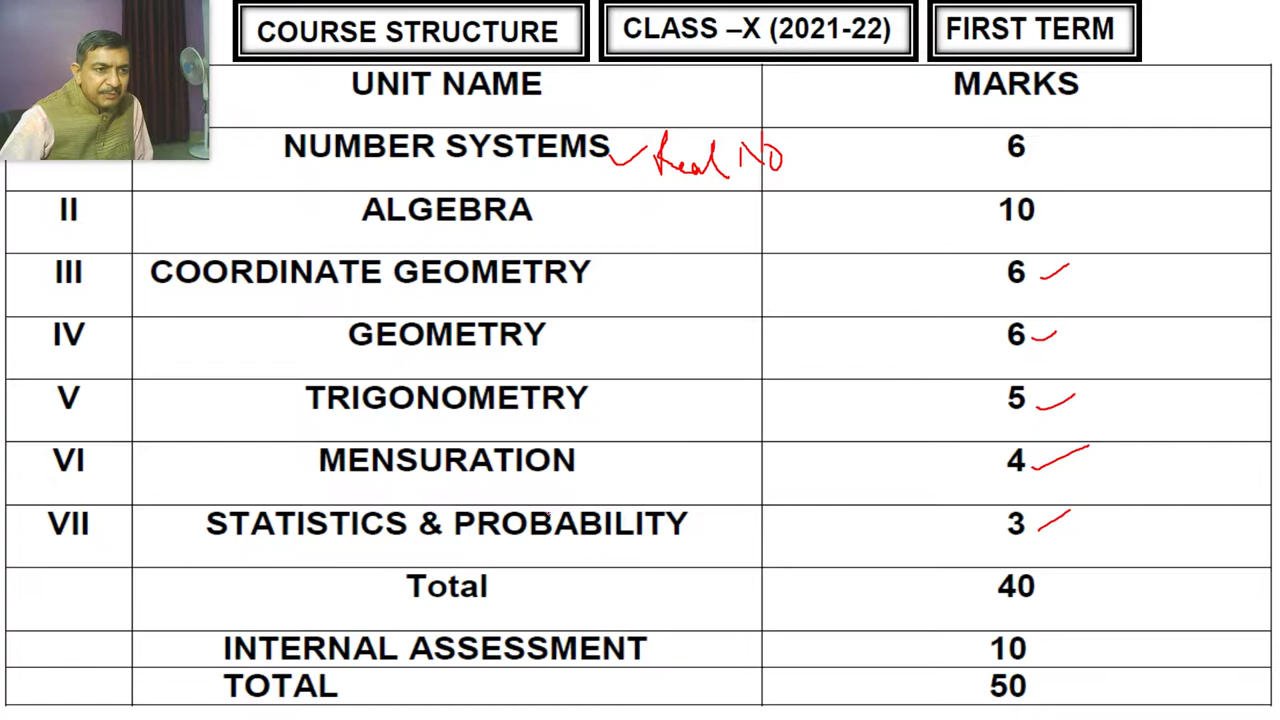 COURSE STRUCTURE CLASS –X (2021-22) FIRST TERM
UNIT NAME MARKS
NUMBER SYSTEMS Real No 6
II ALGEBRA 10
III COORDINATE GEOMETRY 6
IV GEOMETRY 6
V TRIGONOMETRY 5
VI MENSURATION 4
VII STATISTICS & PROBABILITY 3
Total 40
INTERNAL ASSESSMENT 10
TOTAL 50